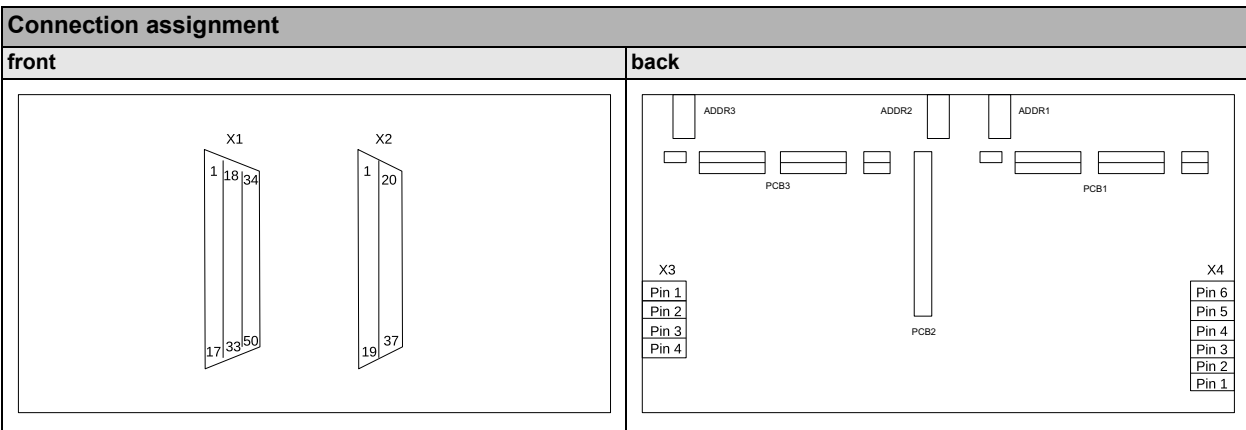 Connection assignment
front
back
X1
X2
1 18 34
17 33 50
1 20
19 37
ADDR3
ADDR2
ADDR1
PCB3
PCB1
PCB2
X3
Pin 1
Pin 2
Pin 3
Pin 4
X4
Pin 6
Pin 5
Pin 4
Pin 3
Pin 2
Pin 1